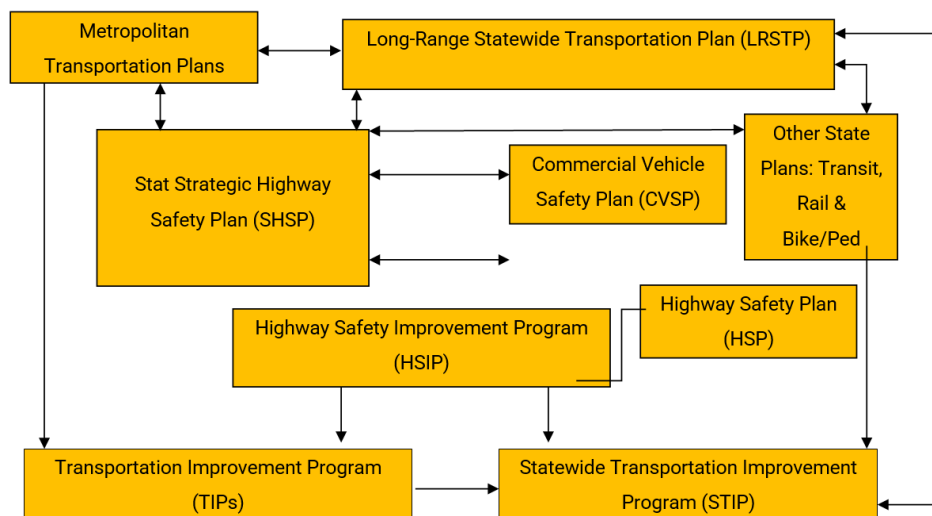 Metropolitan
Transportation Plans
Long-Range Statewide Transportation Plan (LRSTP)
Stat Strategic Highway
Safety Plan (SHSP)
Commercial Vehicle
Safety Plan (CVSP)
Other State
Plans: Transit,
Rail &
Bike/Ped
Highway Safety Improvement Program
(HSIP)
Highway Safety Plan
(HSP)
Transportation Improvement Program
(TIPs)
Statewide Transportation Improvement
Program (STIP)